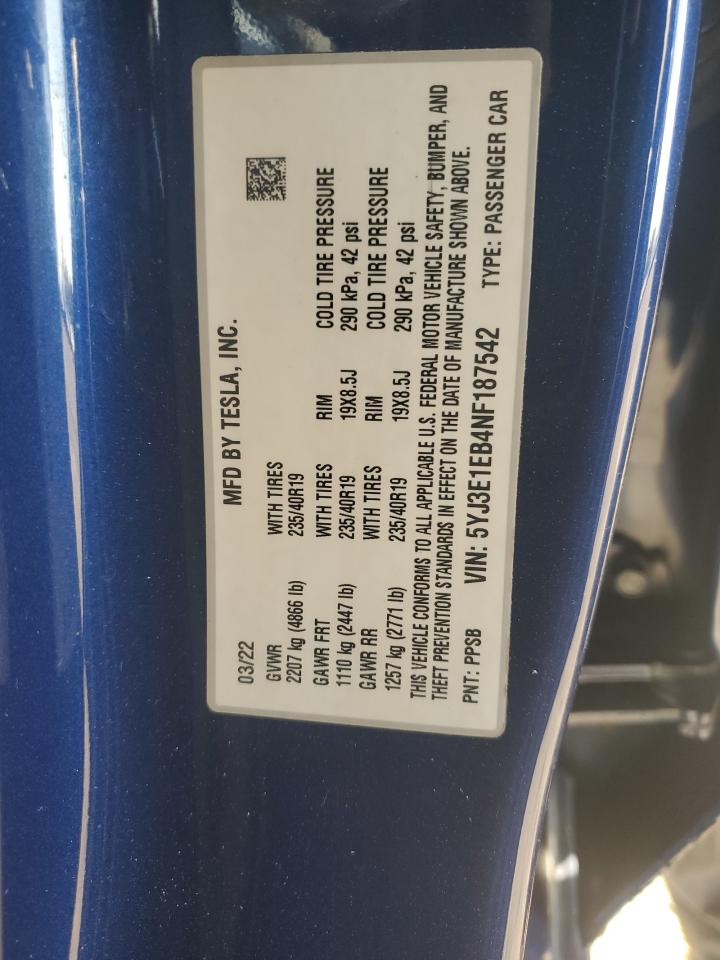 MFD BY TESLA, INC.
03/22
GVWR WITH TIRES
2207 kg (4866 lb) 235/40R19
GAWR FRT WITH TIRES RIM COLD TIRE PRESSURE
1110 kg (2447 lb) 235/40R19 19X8.5J 290 kPa, 42 psi
GAWR RR WITH TIRES RIM COLD TIRE PRESSURE
1257 kg (2771 lb) 235/40R19 19X8.5J 290 kPa, 42 psi
THIS VEHICLE CONFORMS TO ALL APPLICABLE U.S. FEDERAL MOTOR VEHICLE SAFETY, BUMPER, AND
THEFT PREVENTION STANDARDS IN EFFECT ON THE DATE OF MANUFACTURE SHOWN ABOVE.
PNT: PPSB VIN: 5YJ3E1EB4NF187542 TYPE: PASSENGER CAR